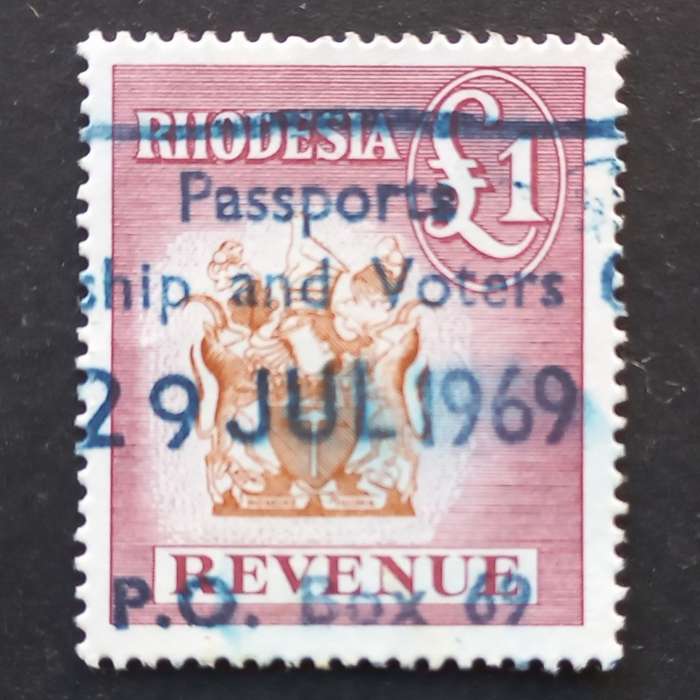 RHODESIA £1
Passports
ship and Voters
29 JUL 1969
REVENUE
P.O. Box 69